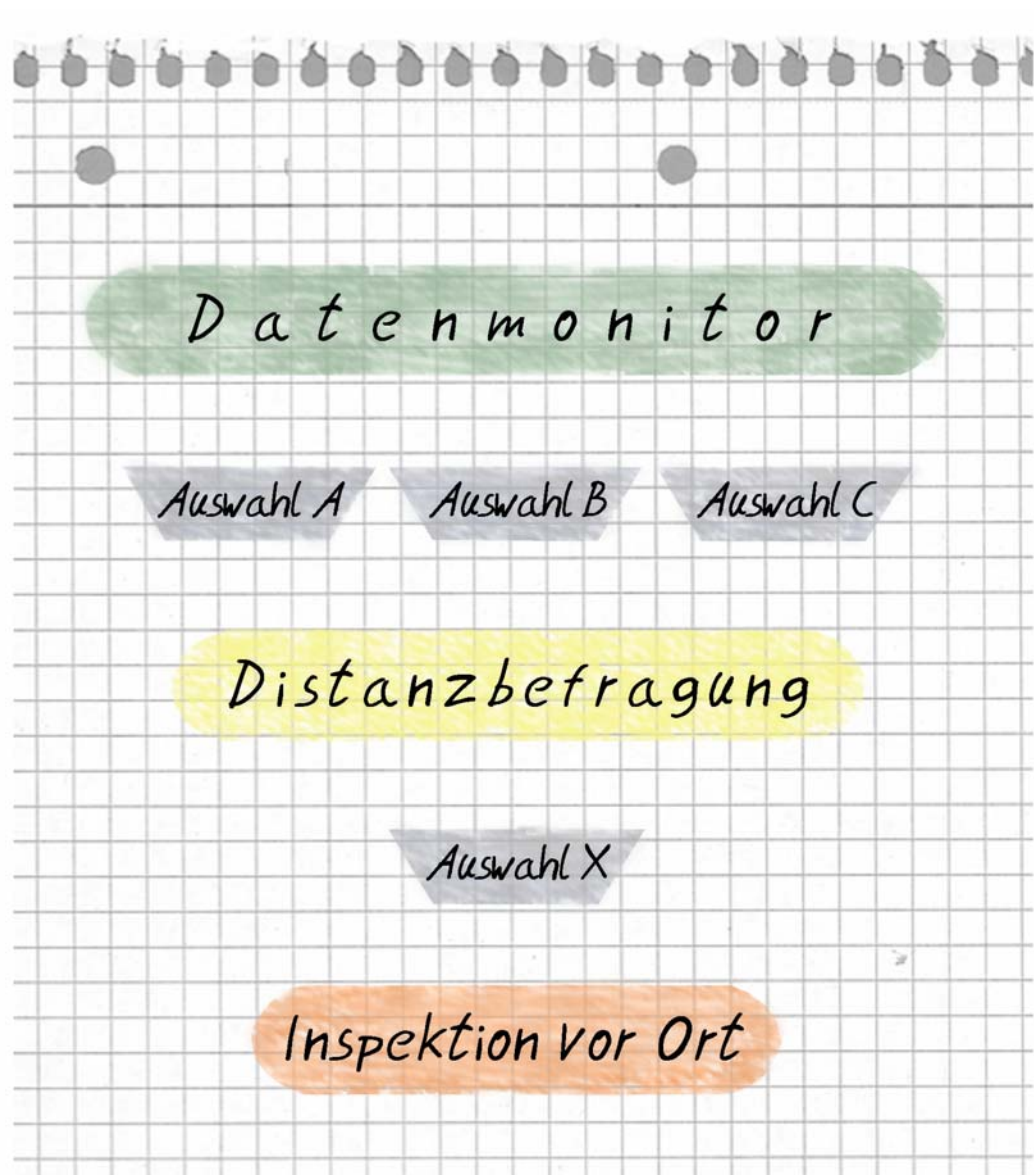 Datenmonitor
Auswahl A Auswahl B Auswahl C
Distanzbefragung
Auswahl X
Inspektion vor Ort